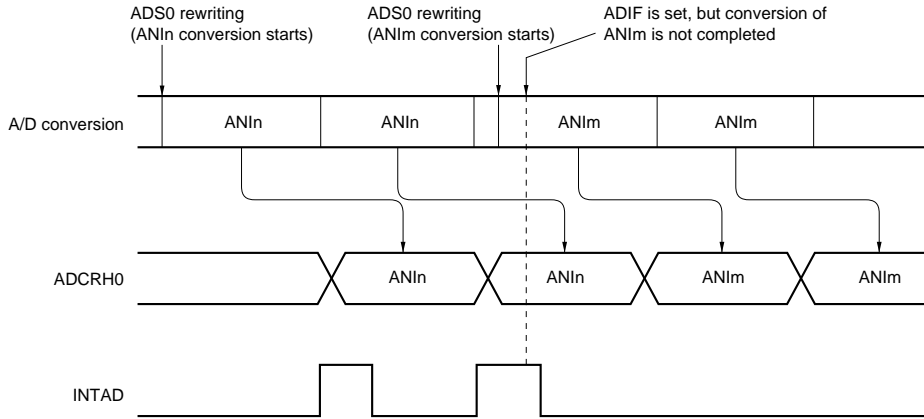 ADS0 rewriting
(ANIn conversion starts)
ADS0 rewriting
(ANIm conversion starts)
ADIF is set, but conversion of
ANIm is not completed
A/D conversion
ANIn
ANIn
ANIm
ANIm
ADCRH0
ANIn
ANIn
ANIm
ANIm
INTAD